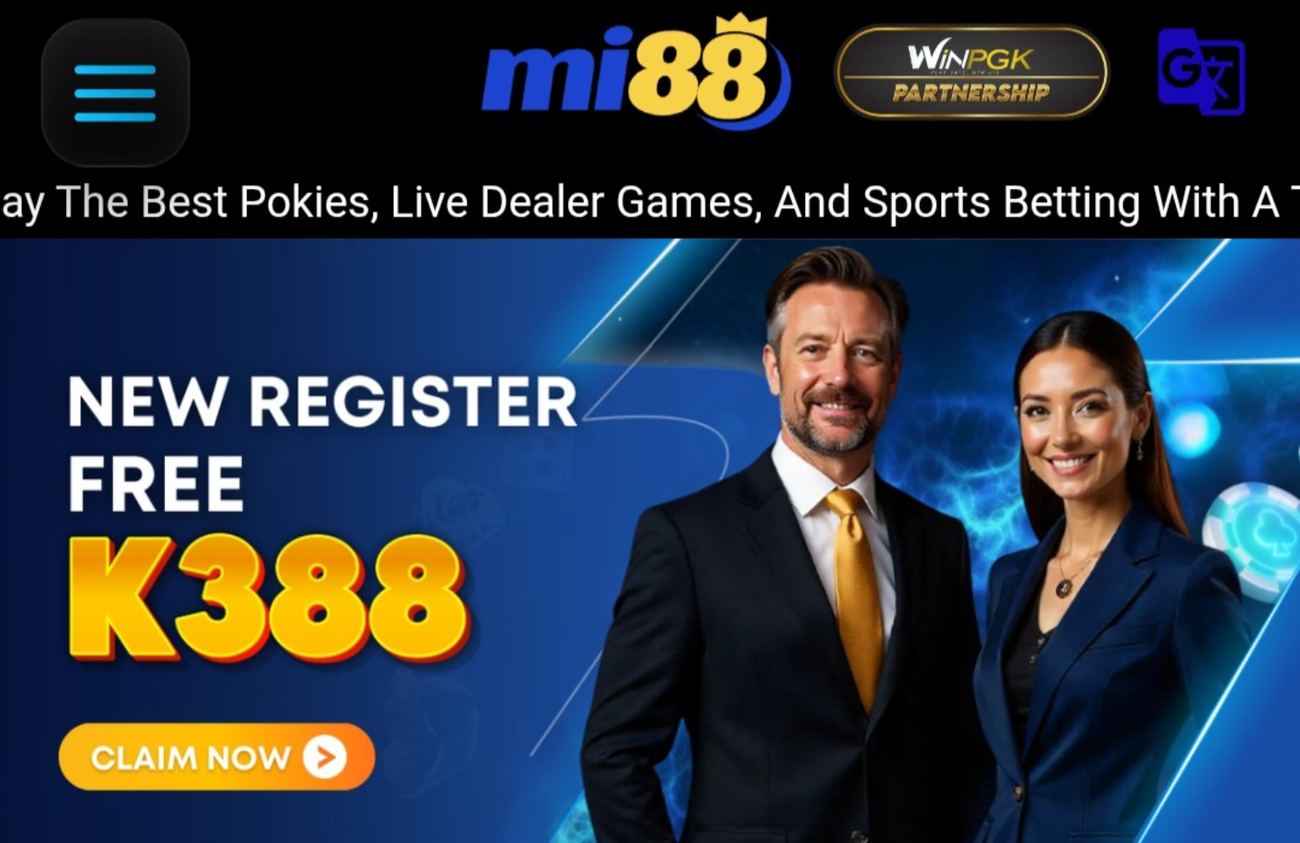 mi88
WINPGK
PARTNERSHIP
ay The Best Pokies, Live Dealer Games, And Sports Betting With A T
NEW REGISTER
FREE
K388
CLAIM NOW